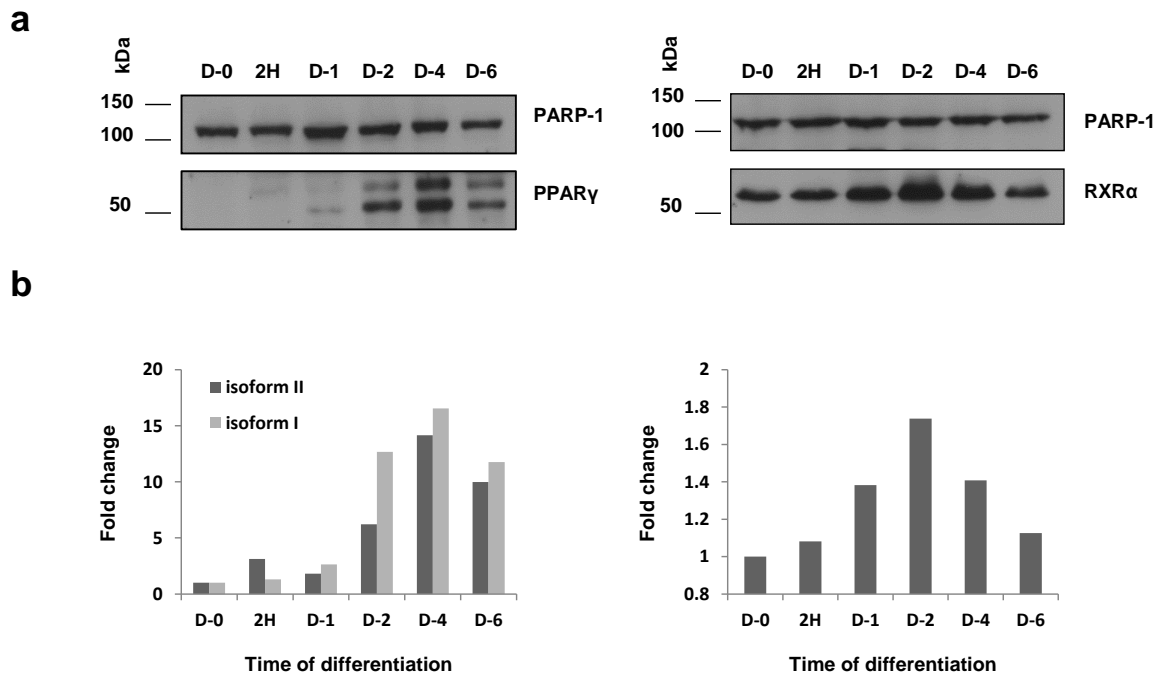 a
kDa
D-0 2H D-1 D-2 D-4 D-6
150
100
PARP-1
50
PPARγ
kDa
D-0 2H D-1 D-2 D-4 D-6
150
100
PARP-1
50
RXRα
b
20
15
10
5
0
Fold change
isoform II
isoform I
D-0 2H D-1 D-2 D-4 D-6
Time of differentiation
2
1.8
1.6
1.4
1.2
1
0.8
Fold change
D-0 2H D-1 D-2 D-4 D-6
Time of differentiation